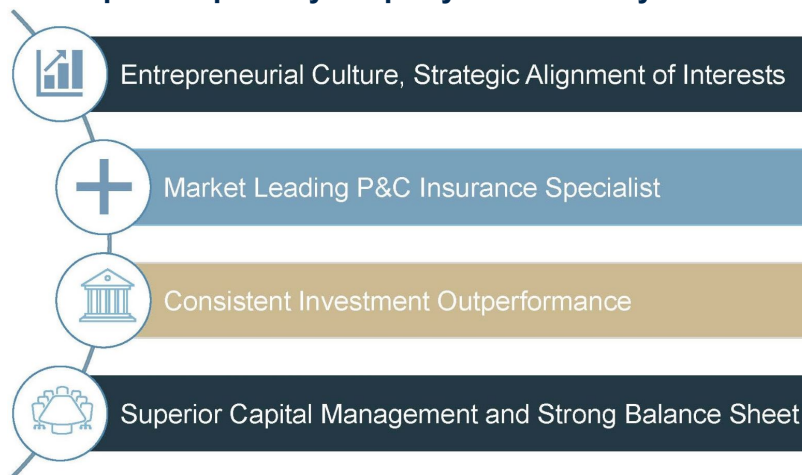 Entrepreneurial Culture, Strategic Alignment of Interests
Market Leading P&C Insurance Specialist
Consistent Investment Outperformance
Superior Capital Management and Strong Balance Sheet